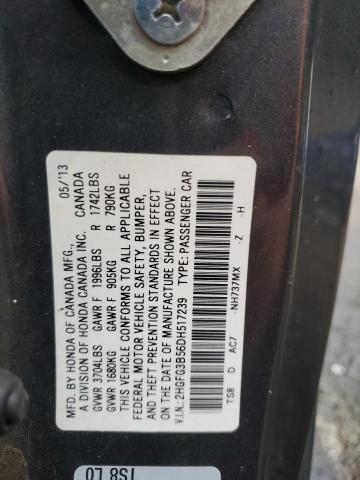 MFD. BY HONDA OF CANADA MFG., 05/'13
A DIVISION OF HONDA CANADA INC. CANADA
GVWR 3704LBS GAWR F 1996LBS R 1742LBS
GVWR 1680KG GAWR F 905KG R 790KG
THIS VEHICLE CONFORMS TO ALL APPLICABLE
FEDERAL MOTOR VEHICLE SAFETY, BUMPER,
AND THEFT PREVENTION STANDARDS IN EFFECT
ON THE DATE OF MANUFACTURE SHOWN ABOVE.
V.I.N.: 2HGFG3B56DH517239 TYPE: PASSENGER CAR
TS8 D AC7 -NH737MX -Z -H
TS8 L0